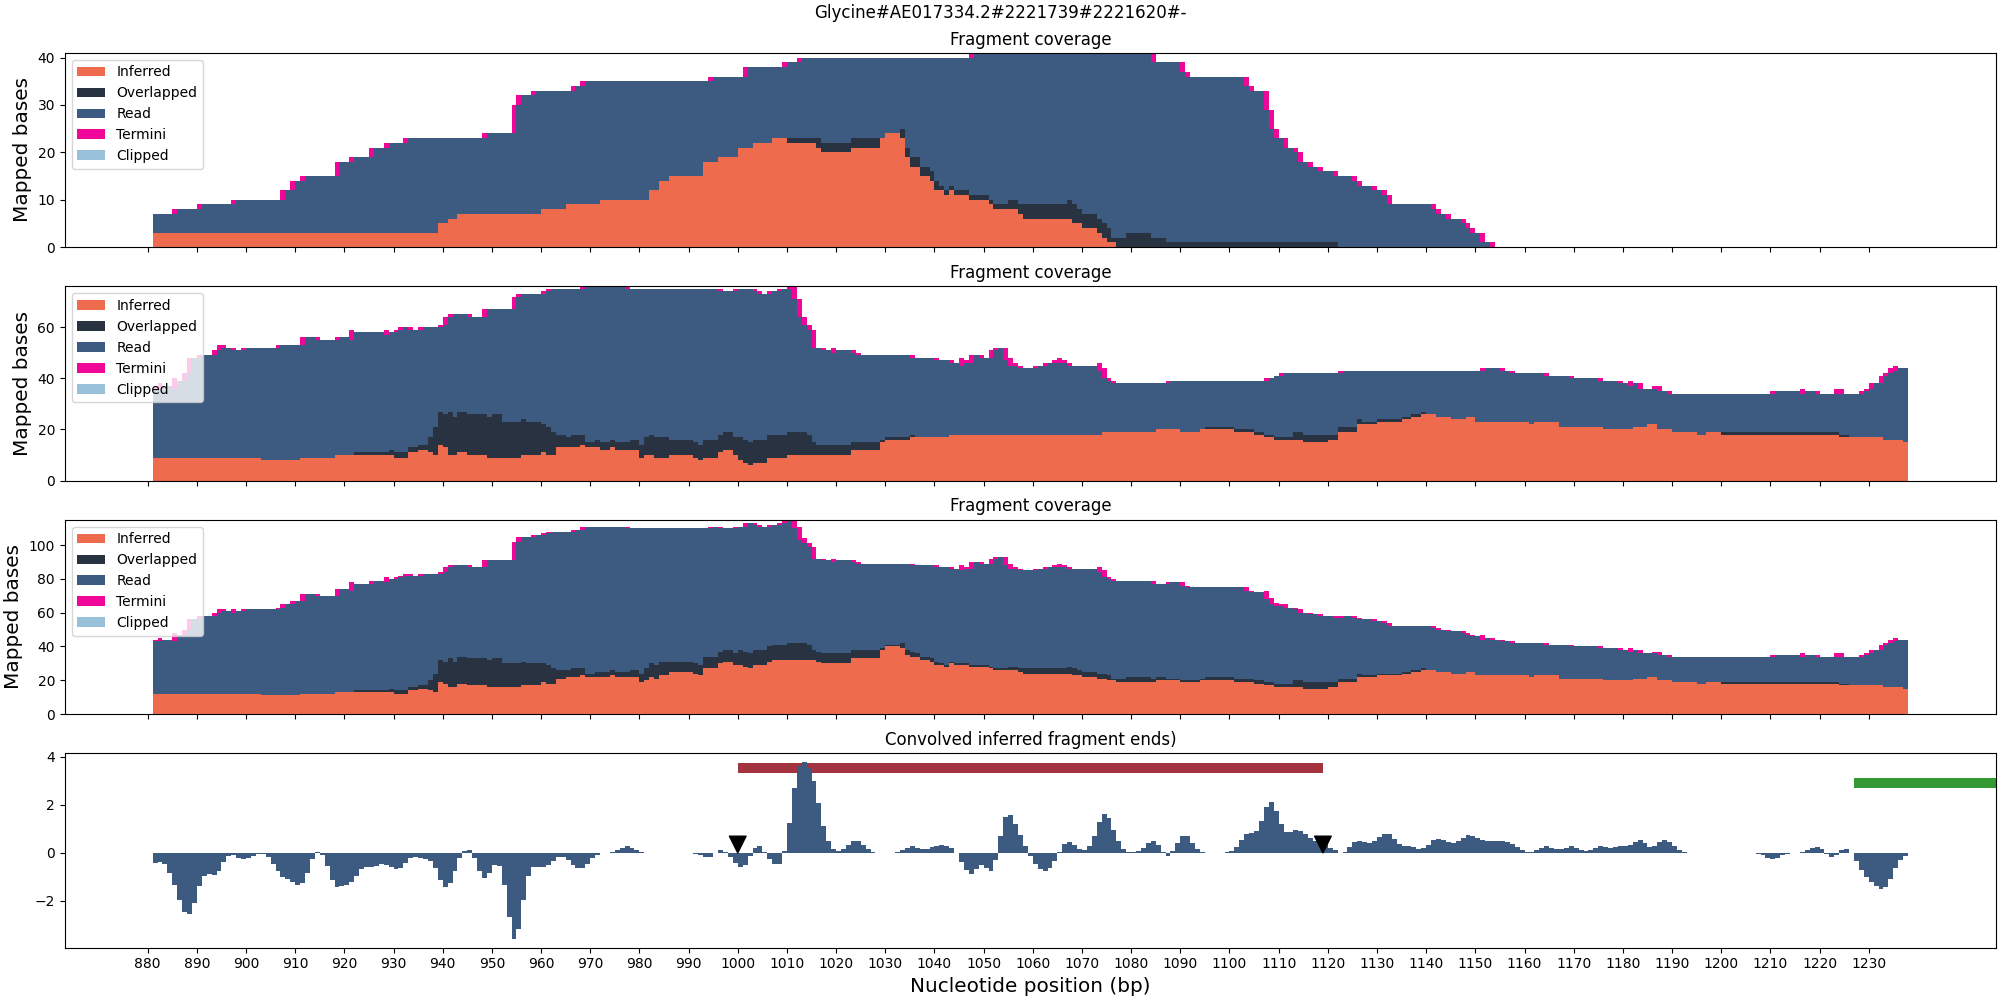 Glycine#AE017334.2#2221739#2221620#-
Fragment coverage
Mapped bases
40
30
20
10
0
Inferred
Overlapped
Read
Termini
Clipped
Fragment coverage
Mapped bases
60
40
20
0
Inferred
Overlapped
Read
Termini
Clipped
Fragment coverage
Mapped bases
100
80
60
40
20
0
Inferred
Overlapped
Read
Termini
Clipped
Convolved inferred fragment ends)
4
2
0
−2
880 890 900 910 920 930 940 950 960 970 980 990 1000 1010 1020 1030 1040 1050 1060 1070 1080 1090 1100 1110 1120 1130 1140 1150 1160 1170 1180 1190 1200 1210 1220 1230
Nucleotide position (bp)